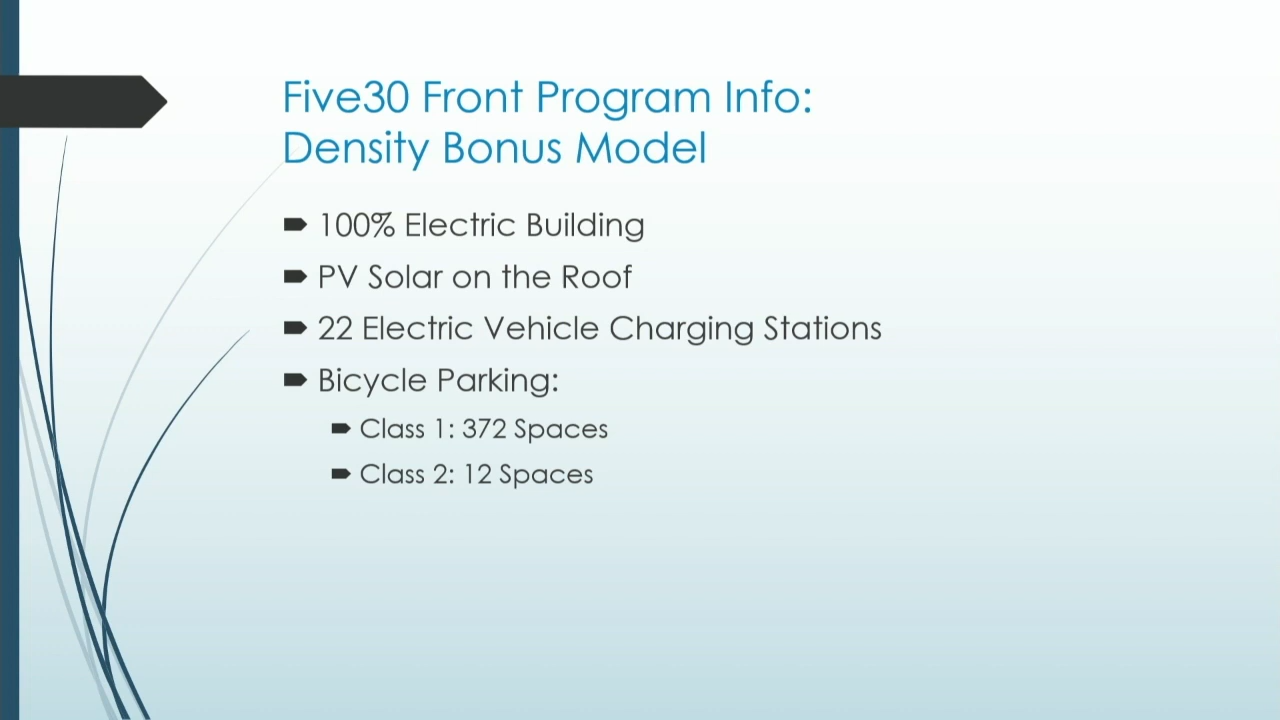 Five30 Front Program Info:
Density Bonus Model
100% Electric Building
PV Solar on the Roof
22 Electric Vehicle Charging Stations
Bicycle Parking:
Class 1: 372 Spaces
Class 2: 12 Spaces